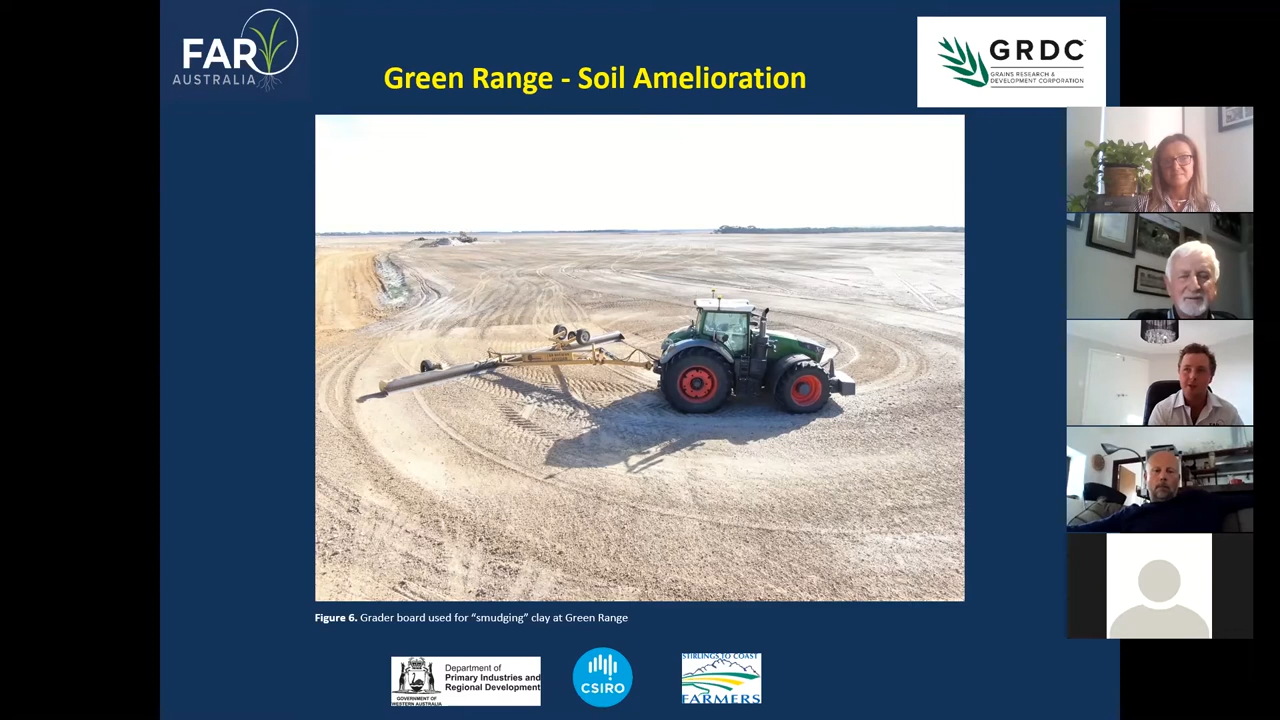 FAR
AUSTRALIA
Green Range - Soil Amelioration
GRDC™
GRAINS RESEARCH &
DEVELOPMENT CORPORATION
Figure 6. Grader board used for “smudging” clay at Green Range
Department of
Primary Industries and
Regional Development
GOVERNMENT OF
WESTERN AUSTRALIA
CSIRO
STIRLINGS TO COAST
FARMERS